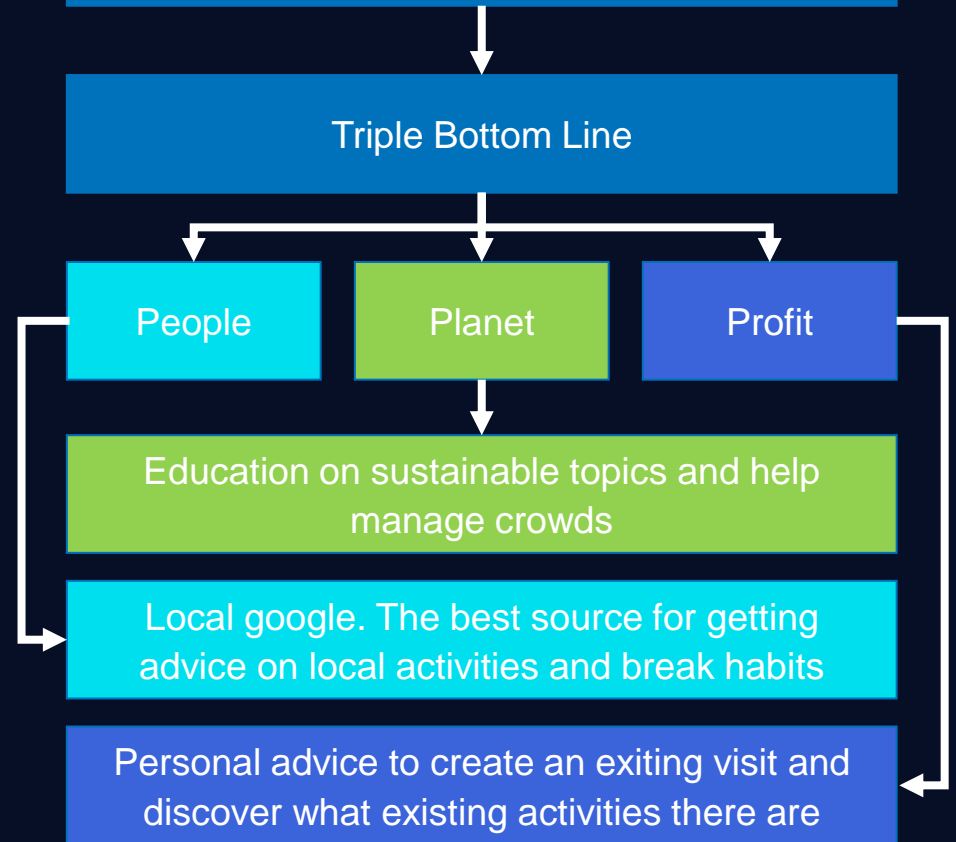 Triple Bottom Line
People
Planet
Profit
Education on sustainable topics and help
manage crowds
Local google. The best source for getting
advice on local activities and break habits
Personal advice to create an exiting visit and
discover what existing activities there are